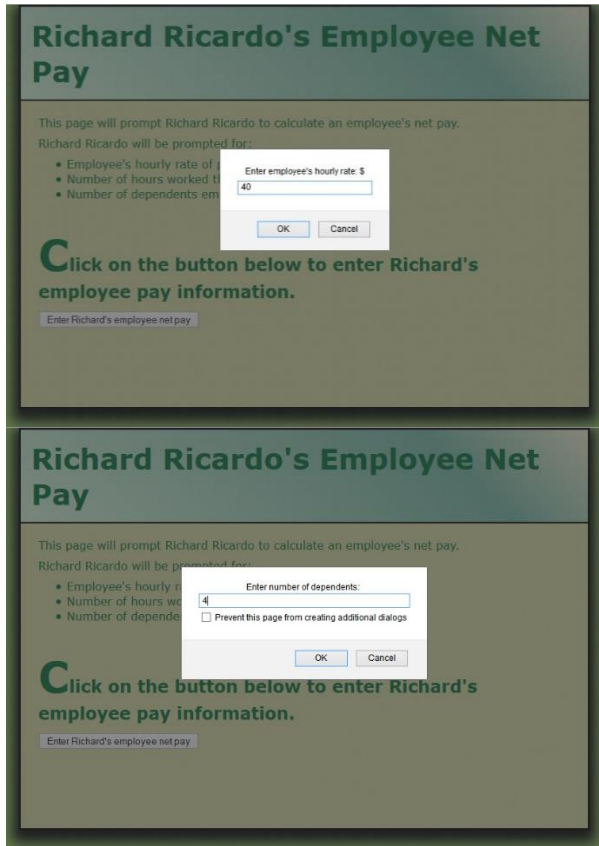 Richard Ricardo's Employee Net
Pay
This page will prompt Richard Ricardo to calculate an employee's net pay.
Richard Ricardo will be prompted for:
• Employee's hourly rate of
• Number of hours worked
• Number of dependents
Enter employee's hourly rate: $
40
OK Cancel
Click on the button below to enter Richard's
employee pay information.
Enter Richard's employee net pay
Richard Ricardo's Employee Net
Pay
This page will prompt Richard Ricardo to calculate an employee's net pay.
Richard Ricardo will be prompted for:
• Employee's hourly
• Number of hours
• Number of
Enter number of dependents:
4
Prevent this page from creating additional dialogs
OK Cancel
Click on the button below to enter Richard's
employee pay information.
Enter Richard's employee net pay